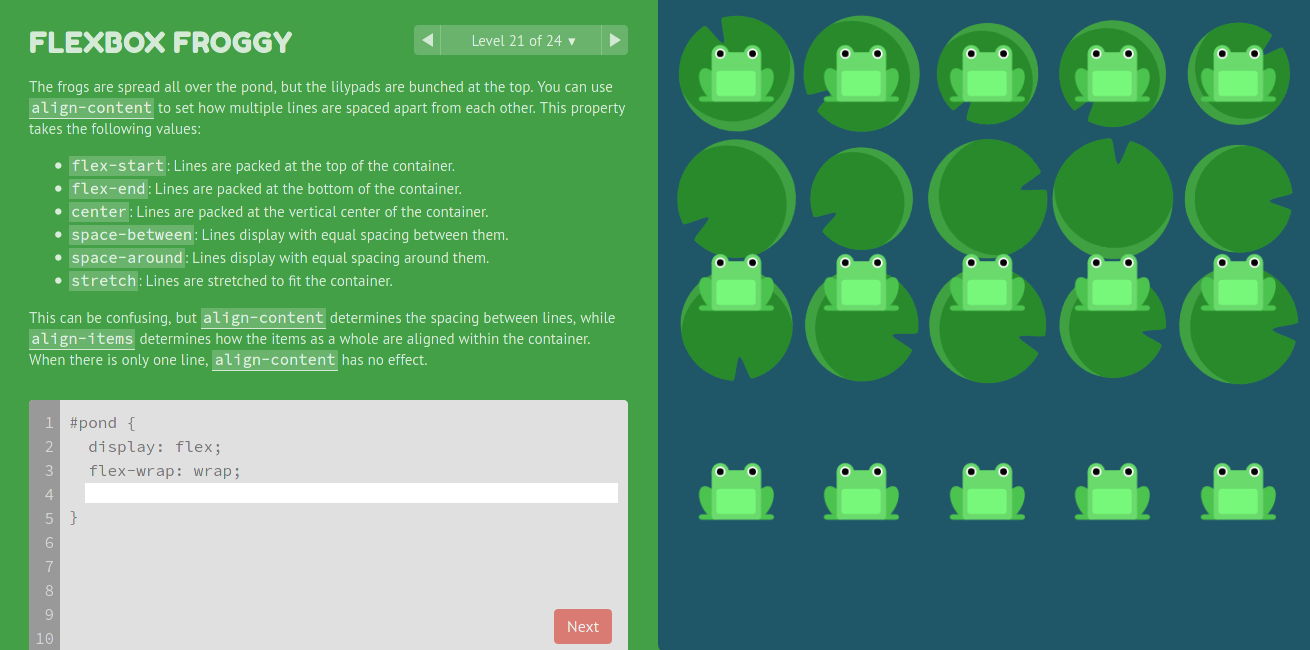 FLEXBOX FROGGY
◀ Level 21 of 24 ▾ ▶
The frogs are spread all over the pond, but the lilypads are bunched at the top. You can use
align-content to set how multiple lines are spaced apart from each other. This property
takes the following values:
• flex-start: Lines are packed at the top of the container.
• flex-end: Lines are packed at the bottom of the container.
• center: Lines are packed at the vertical center of the container.
• space-between: Lines display with equal spacing between them.
• space-around: Lines display with equal spacing around them.
• stretch: Lines are stretched to fit the container.
This can be confusing, but align-content determines the spacing between lines, while
align-items determines how the items as a whole are aligned within the container.
When there is only one line, align-content has no effect.
1 #pond {
2 display: flex;
3 flex-wrap: wrap;
4
5 }
6
7
8
9
Next
10